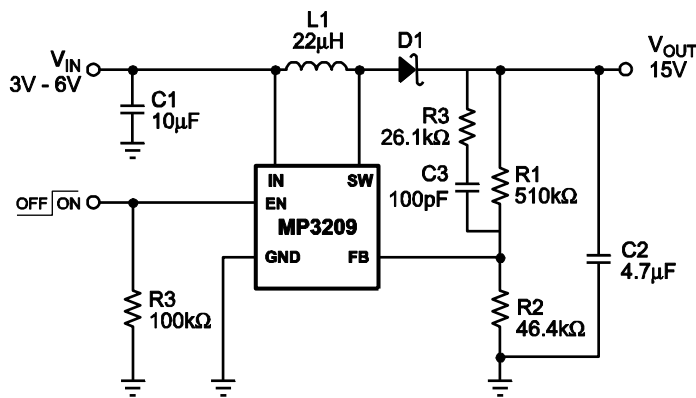 L1
22µH
D1
V_IN
3V - 6V
V_OUT
15V
C1
10µF
R3
26.1kΩ
C3
100pF
R1
510kΩ
IN
SW
OFF ON
EN
MP3209
GND
FB
C2
4.7µF
R3
100kΩ
R2
46.4kΩ